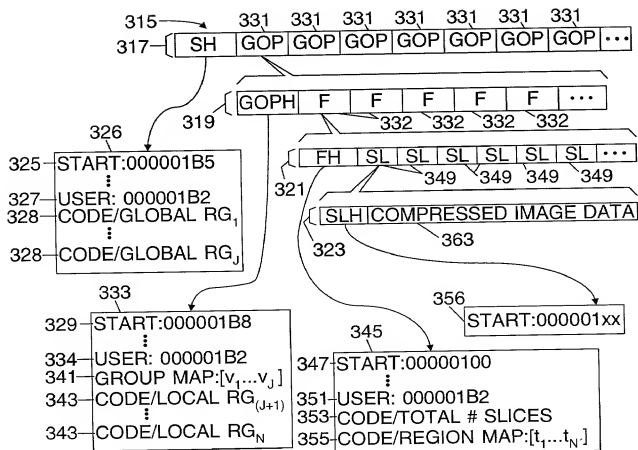 315
331 331 331 331 331 331 331
317 SH GOP GOP GOP GOP GOP GOP GOP ...
319 GOPH F F F F F ...
332 332 332 332
326
325 START:000001B5
⋮
327 USER: 000001B2
328 CODE/GLOBAL RG1
⋮
328 CODE/GLOBAL RGJ
321 FH SL SL SL SL SL ...
349 349 349 349
323 SLH COMPRESSED IMAGE DATA
363
356 START:000001xx
333
329 START:000001B8
⋮
334 USER: 000001B2
341 GROUP MAP:[v1...vJ]
343 CODE/LOCAL RG(J+1)
⋮
343 CODE/LOCAL RGN
345
347 START:00000100
⋮
351 USER: 000001B2
353 CODE/TOTAL # SLICES
355 CODE/REGION MAP:[t1...tN']